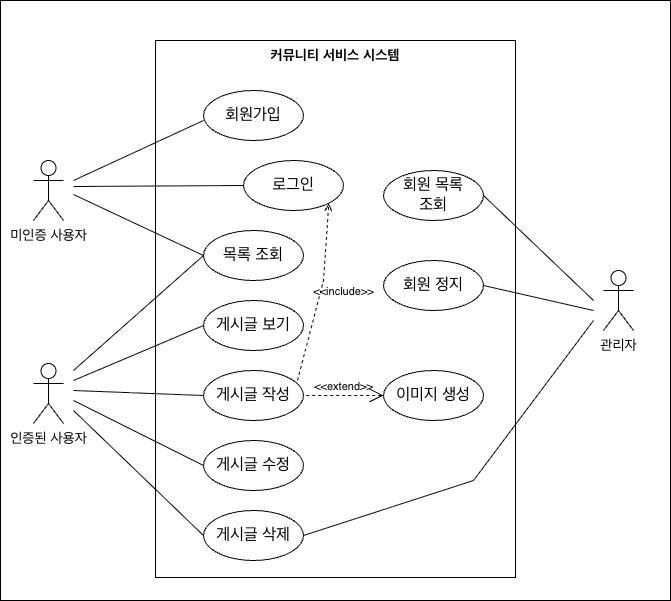 커뮤니티 서비스 시스템
회원가입
로그인
회원 목록
조회
미인증 사용자
목록 조회
<<include>>
회원 정지
게시글 보기
관리자
게시글 작성
<<extend>>
이미지 생성
인증된 사용자
게시글 수정
게시글 삭제